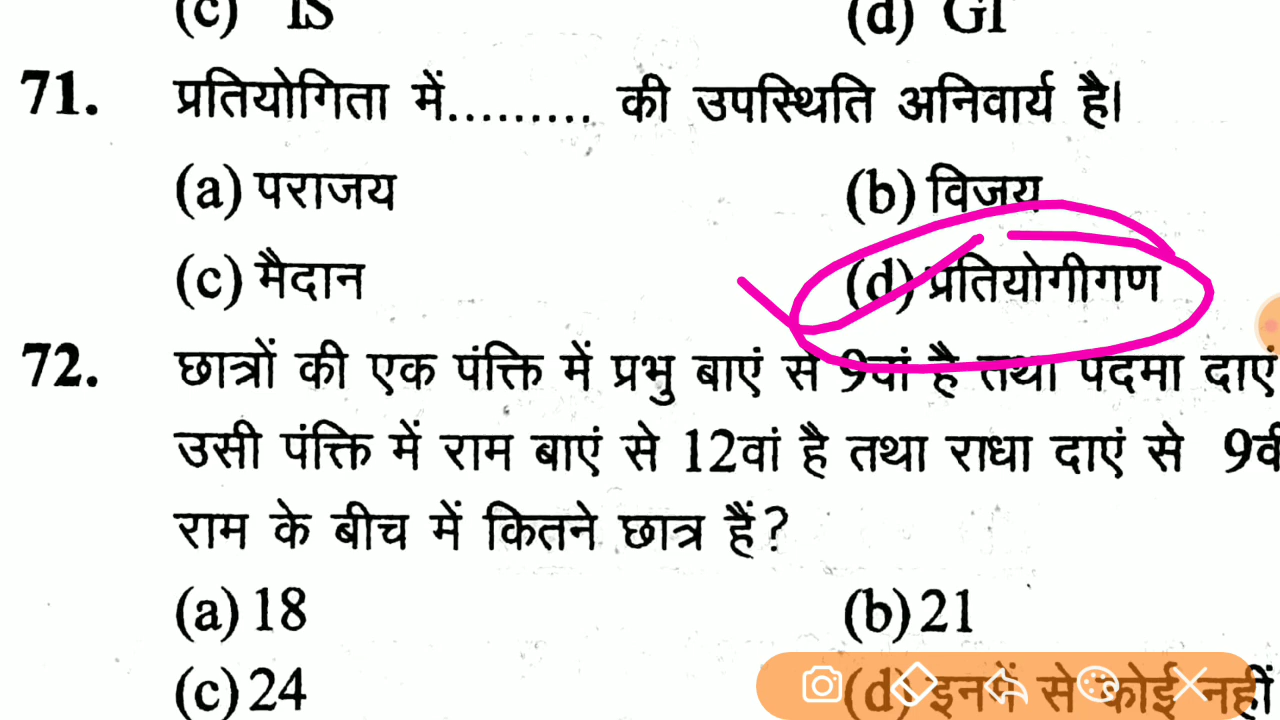 (c) IS (d) GI
71. प्रतियोगिता में......... की उपस्थिति अनिवार्य है।
(a) पराजय (b) विजय
(c) मैदान (d) प्रतियोगीगण
72. छात्रों की एक पंक्ति में प्रभु बाएं से 9वां है तथा पदमा दाएं
उसी पंक्ति में राम बाएं से 12वां है तथा राधा दाएं से
राम के बीच में कितने छात्र हैं?
(a) 18 (b) 21
(c) 24 (d) इनमें से कोई नहीं